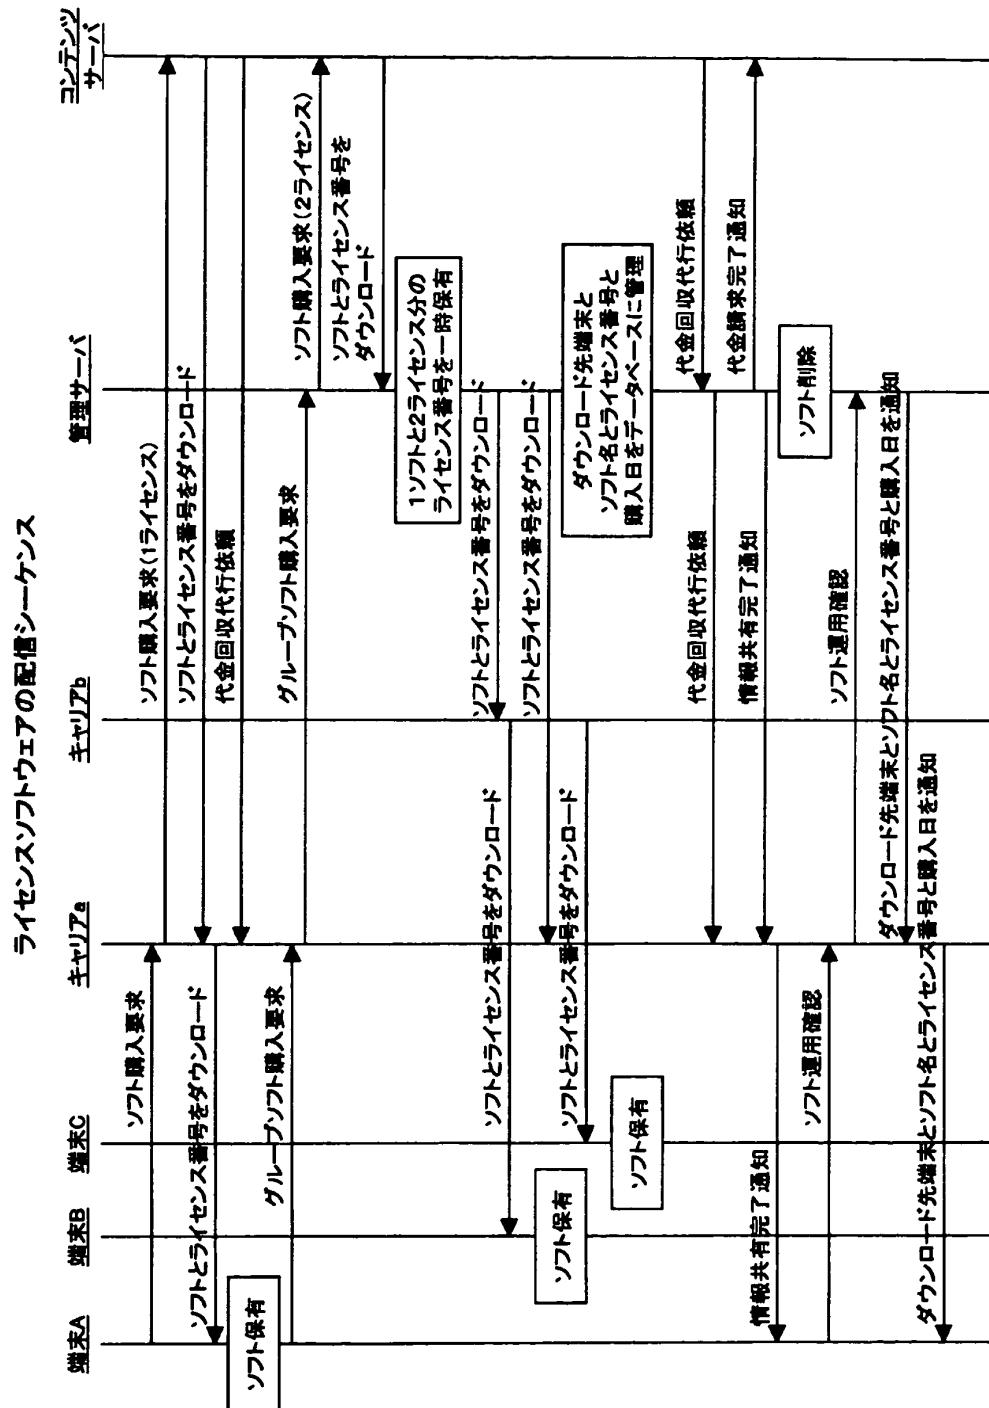 ライセンスソフトウェアの配信シーケンス
端末A
端末B
端末C
キャリアa
キャリアb
管理サーバ
コンテンツ
サーバ
ソフト購入要求
ソフト購入要求(1ライセンス)
ソフトとライセンス番号をダウンロード
ソフトとライセンス番号をダウンロード
代金回収代行依頼
ソフト保有
グループソフト購入要求
グループソフト購入要求
ソフト購入要求(2ライセンス)
ソフトとライセンス番号を
ダウンロード
1ソフトと2ライセンス分の
ライセンス番号を一時保有
ソフトとライセンス番号をダウンロード
ソフトとライセンス番号をダウンロード
ソフトとライセンス番号をダウンロード
ソフトとライセンス番号をダウンロード
ソフト保有
ソフト保有
ダウンロード先端末と
ソフト名とライセンス番号と
購入日をデータベースに管理
代金回収代行依頼
代金回収代行依頼
代金請求完了通知
情報共有完了通知
情報共有完了通知
ソフト削除
ソフト運用確認
ソフト運用確認
ダウンロード先端末とソフト名とライセンス番号と購入日を通知
ダウンロード先端末とソフト名とライセンス番号と購入日を通知